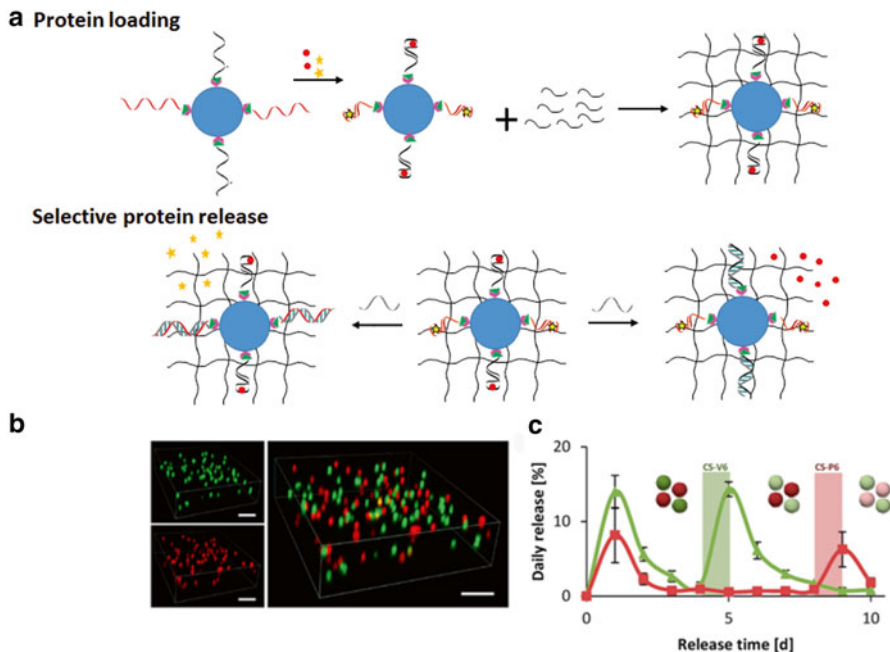 a Protein loading
+
Selective protein release
b
c
20
10
0
Daily release [%]
CS-V6
CS-P6
0
5
10
Release time [d]